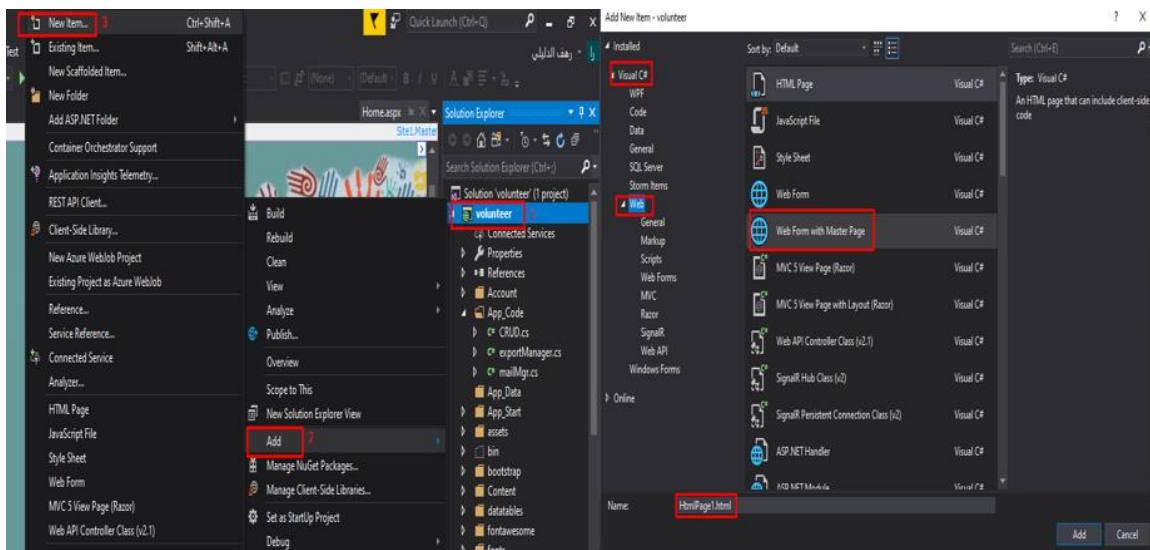 New Item... 3 Ctrl+Shift+A
Existing Item... Shift+Alt+A
New Scaffolded Item...
New Folder
Add ASP.NET Folder
Container Orchestrator Support
Application Insights Telemetry...
REST API Client...
Client-Side Library...
New Azure WebJob Project
Existing Project as Azure WebJob
Reference...
Service Reference...
Connected Service
Analyzer...
HTML Page
JavaScript File
Style Sheet
Web Form
MVC 5 View Page (Razor)
Web API Controller Class (v2.1)
Test
Build
Rebuild
Clean
View
Analyze
Publish...
Overview
Scope to This
New Solution Explorer View
Add 2
Manage NuGet Packages...
Manage Client-Side Libraries...
Set as StartUp Project
Debug
Quick Launch (Ctrl+Q)
رهف الدليلي
(None)
(Default
Home.aspx
Site1.Master
Solution Explorer
Search Solution Explorer (Ctrl+;)
Solution 'volunteer' (1 project)
volunteer 1
Connected Services
Properties
References
Account
App_Code
CRUD.cs
exportManager.cs
mailMgr.cs
App_Data
App_Start
assets
bin
bootstrap
Content
datatables
fontawesome
fonts
Add New Item - volunteer ? X
Installed
Visual C#
WPF
Code
Data
General
SQL Server
Storm Items
Web
General
Markup
Scripts
Web Forms
MVC
Razor
SignalR
Web API
Windows Forms
Online
Sort by: Default
Search (Ctrl+E)
HTML Page Visual C#
JavaScript File Visual C#
Style Sheet Visual C#
Web Form Visual C#
Web Form with Master Page Visual C#
MVC 5 View Page (Razor) Visual C#
MVC 5 View Page with Layout (Razor) Visual C#
Web API Controller Class (v2.1) Visual C#
SignalR Hub Class (v2) Visual C#
SignalR Persistent Connection Class (v2) Visual C#
ASP.NET Handler Visual C#
ASP.NET Module Visual C#
Type: Visual C#
An HTML page that can include client-side
code
Name: HtmlPage1.html
Add Cancel